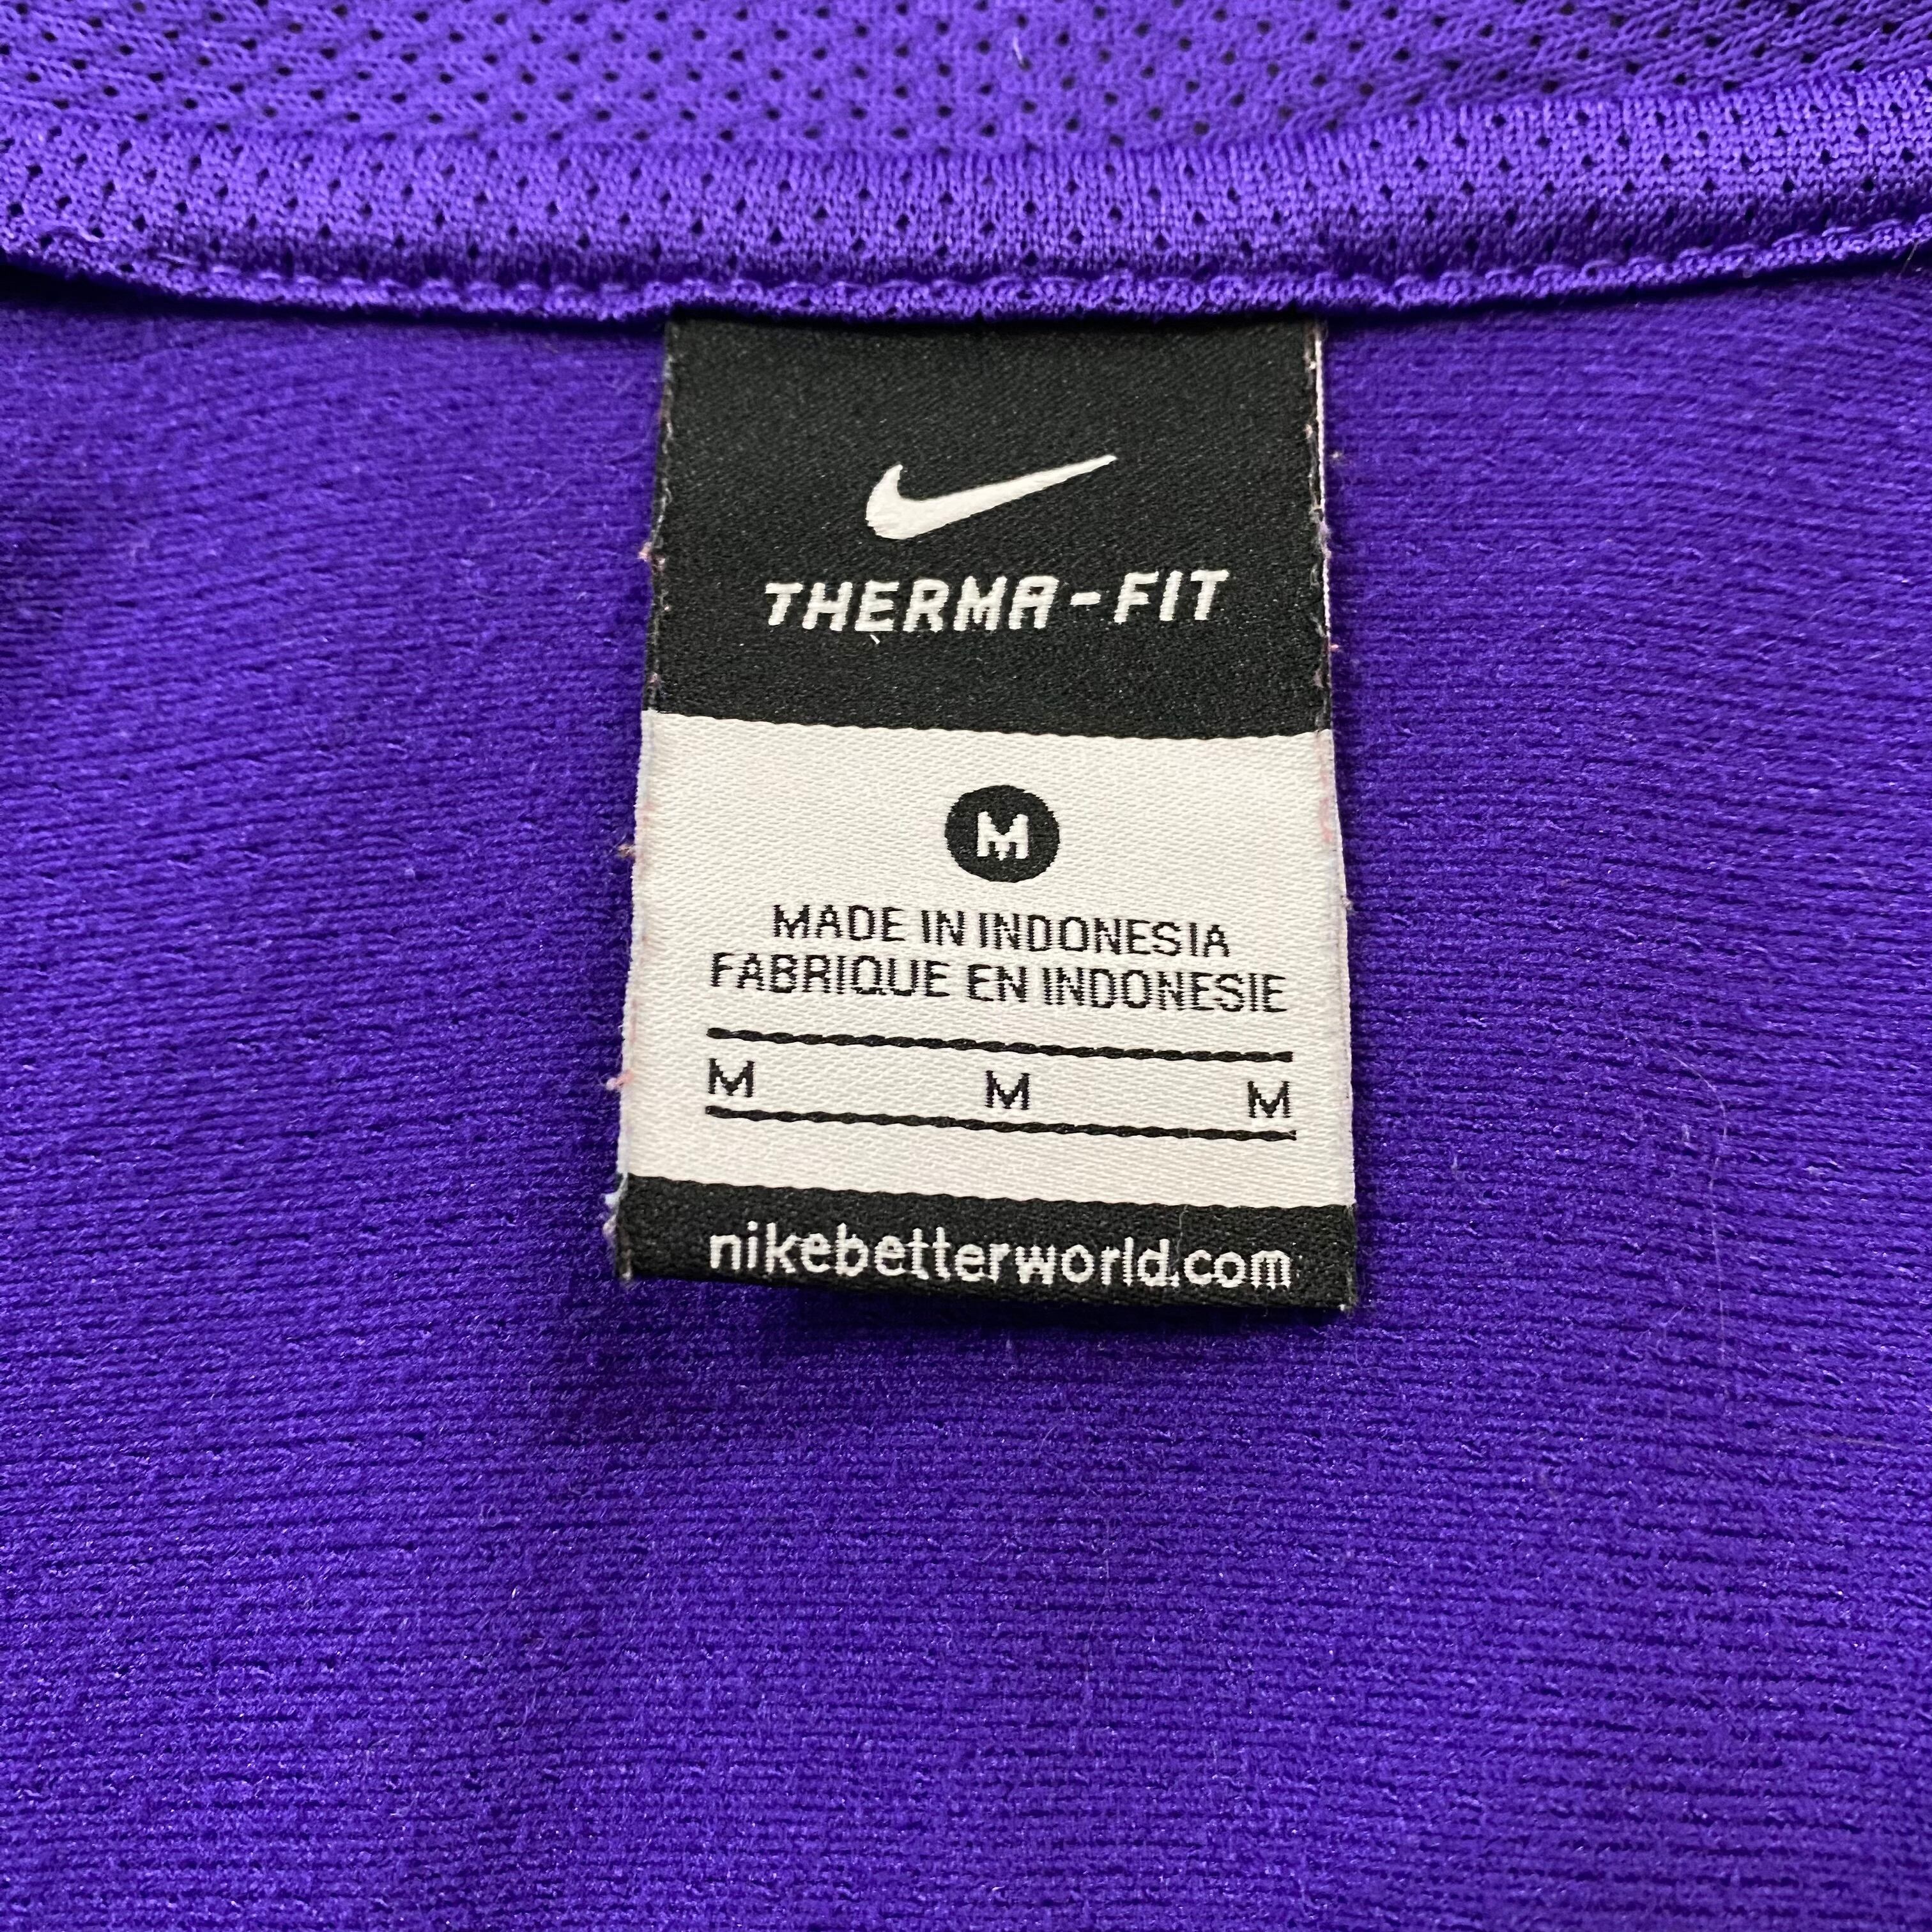 THERMA-FIT
M
MADE IN INDONESIA
FABRIQUE EN INDONESIE
M M M
nikebetterworld.com